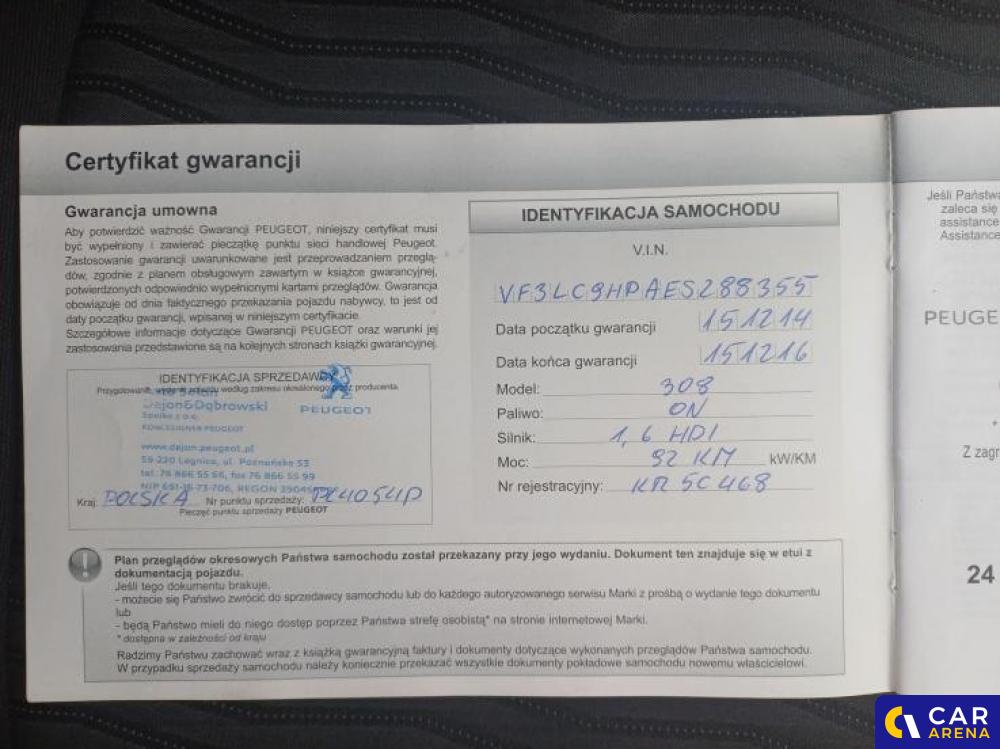 Certyfikat gwarancji
Gwarancja umowna
Aby potwierdzić ważność Gwarancji PEUGEOT, niniejszy certyfikat musi
być wypełniony i zawierać pieczątkę punktu sieci handlowej Peugeot.
Zastosowanie gwarancji uwarunkowane jest przeprowadzaniem przeglą-
dów, zgodnie z planem obsługowym zawartym w książce gwarancyjnej,
potwierdzonych odpowiednio wypełnionymi kartami przeglądów. Gwarancja
obowiązuje od dnia faktycznego przekazania pojazdu nabywcy, to jest od
daty początku gwarancji, wpisanej w niniejszym certyfikacie.
Szczegółowe informacje dotyczące Gwarancji PEUGEOT oraz warunki jej
zastosowania przedstawione są na kolejnych stronach książki gwarancyjnej.
IDENTYFIKACJA SPRZEDAWCY
według zakresu określonego przez producenta.
Dejon&Dąbrowski
Spółka z o.o.
KONCESJONER PEUGEOT
PEUGEOT
www.dejon.peugeot.pl
59-220 Legnica, ul. Poznańska 53
tel. 76 866 55 66, fax 76 866 55 99
Kraj: POLSKA Nr punktu sprzedaży:
Pieczęć punktu sprzedaży PEUGEOT
IDENTYFIKACJA SAMOCHODU
V.I.N.
VF3LC9HPAES288355
Data początku gwarancji 151214
Data końca gwarancji 151216
Model: 308
Paliwo: ON
Silnik: 1,6 HDI
Moc: 92 KM kW/KM
Nr rejestracyjny: KR 5C468
Plan przeglądów okresowych Państwa samochodu został przekazany przy jego wydaniu. Dokument ten znajduje się w etui z
dokumentacją pojazdu.
Jeśli tego dokumentu brakuje,
- możecie się Państwo zwrócić do sprzedawcy samochodu lub do każdego autoryzowanego serwisu Marki z prośbą o wydanie tego dokumentu
lub
- będą Państwo mieli do niego dostęp poprzez Państwa strefę osobistą* na stronie internetowej Marki.
* dostępna w zależności od kraju
Radzimy Państwu zachować wraz z książką gwarancyjną faktury i dokumenty dotyczące wykonanych przeglądów Państwa samochodu.
W przypadku sprzedaży samochodu należy koniecznie przekazać wszystkie dokumenty pokładowe samochodu nowemu właścicielowi.
Jeśli Państwa
zaleca się
assistance
Assistance
PEUGE
*
Z zagr
24
CAR
ARENA